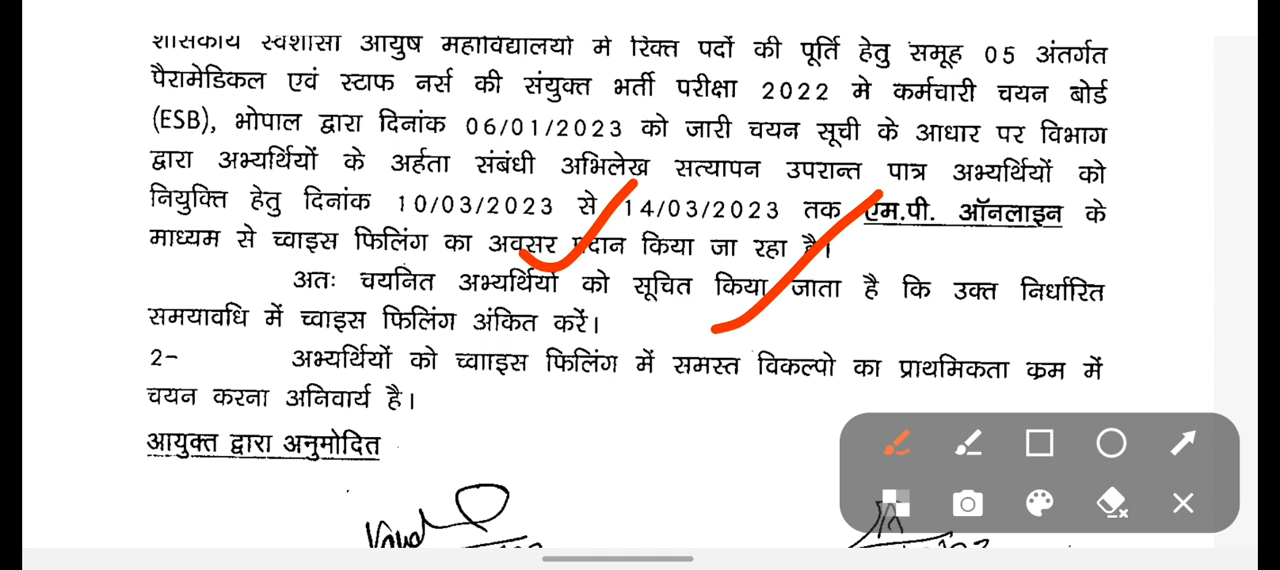 शासकीय स्वशासी आयुष महाविद्यालयों में रिक्त पदों की पूर्ति हेतु समूह 05 अंतर्गत
पैरामेडिकल एवं स्टाफ नर्स की संयुक्त भर्ती परीक्षा 2022 मे कर्मचारी चयन बोर्ड
(ESB), भोपाल द्वारा दिनांक 06/01/2023 को जारी चयन सूची के आधार पर विभाग
द्वारा अभ्यर्थियों के अर्हता संबंधी अभिलेख सत्यापन उपरान्त पात्र अभ्यर्थियों को
नियुक्ति हेतु दिनांक 10/03/2023 से 14/03/2023 तक एम.पी. ऑनलाइन के
माध्यम से च्वाइस फिलिंग का अवसर प्रदान किया जा रहा है।
अतः चयनित अभ्यर्थियों को सूचित किया जाता है कि उक्त निर्धारित
समयावधि में च्वाइस फिलिंग अंकित करें।
2- अभ्यर्थियों को च्वााइस फिलिंग में समस्त विकल्पो का प्राथमिकता क्रम में
चयन करना अनिवार्य है।
आयुक्त द्वारा अनुमोदित